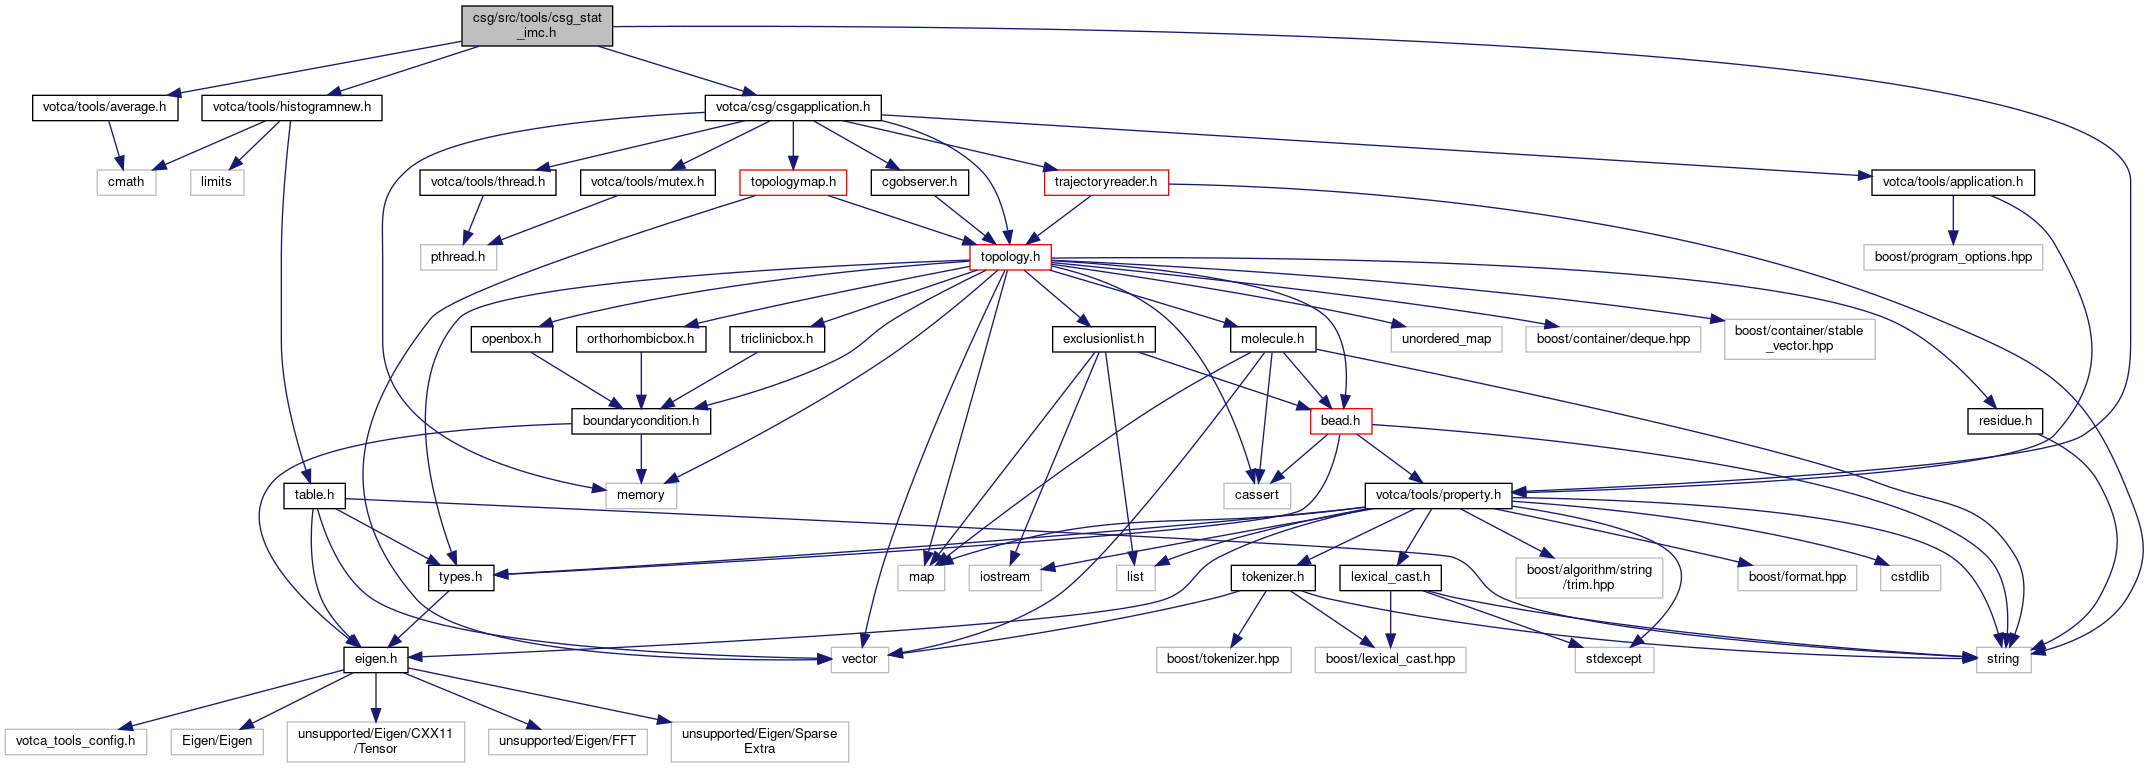 csg/src/tools/csg_stat
_imc.h
votca/tools/average.h
votca/tools/histogramnew.h
votca/csg/csgapplication.h
cmath
limits
votca/tools/thread.h
votca/tools/mutex.h
topologymap.h
cgobserver.h
trajectoryreader.h
votca/tools/application.h
pthread.h
topology.h
boost/program_options.hpp
openbox.h
orthorhombicbox.h
triclinicbox.h
exclusionlist.h
molecule.h
unordered_map
boost/container/deque.hpp
boost/container/stable
_vector.hpp
boundarycondition.h
bead.h
residue.h
table.h
memory
cassert
votca/tools/property.h
types.h
map
iostream
list
tokenizer.h
lexical_cast.h
boost/algorithm/string
/trim.hpp
boost/format.hpp
cstdlib
eigen.h
vector
boost/tokenizer.hpp
boost/lexical_cast.hpp
stdexcept
string
votca_tools_config.h
Eigen/Eigen
unsupported/Eigen/CXX11
/Tensor
unsupported/Eigen/FFT
unsupported/Eigen/Sparse
Extra